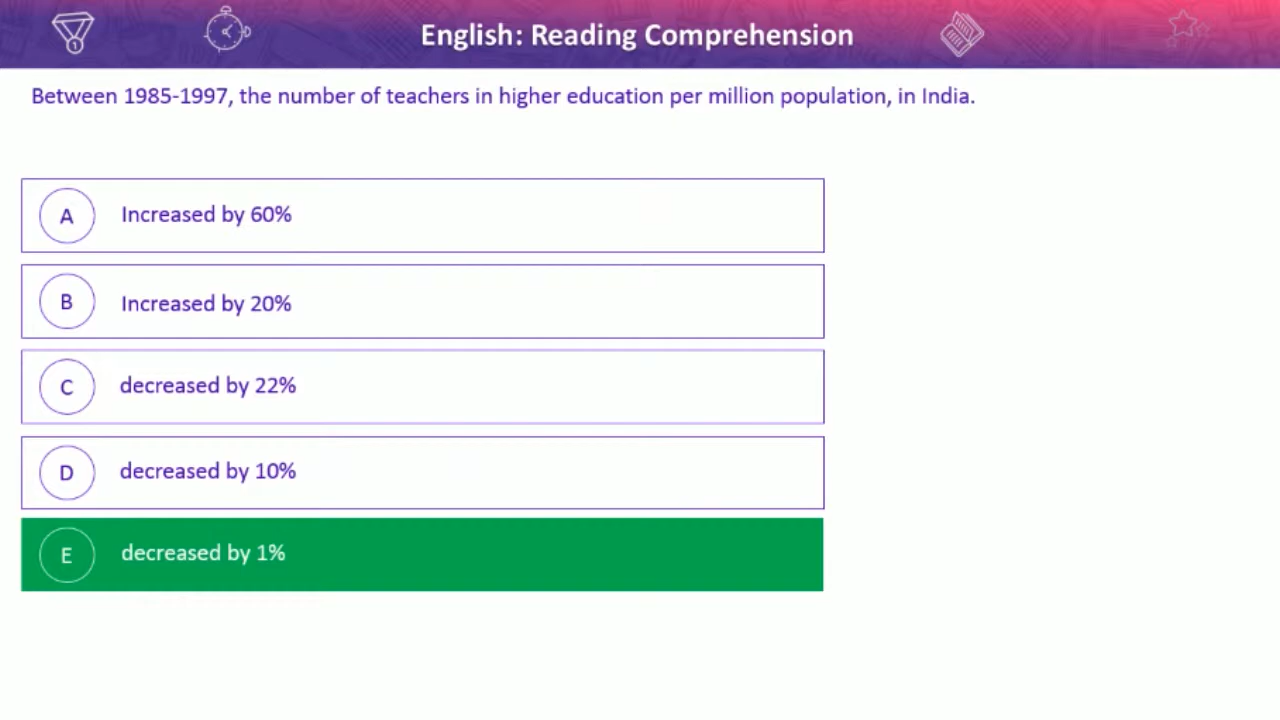 English: Reading Comprehension
Between 1985-1997, the number of teachers in higher education per million population, in India.
A Increased by 60%
B Increased by 20%
C decreased by 22%
D decreased by 10%
E decreased by 1%